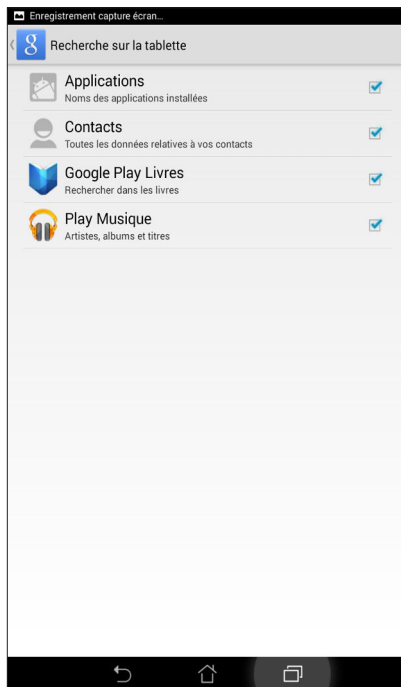 Enregistrement capture écran...
Recherche sur la tablette
Applications
Noms des applications installées
Contacts
Toutes les données relatives à vos contacts
Google Play Livres
Rechercher dans les livres
Play Musique
Artistes, albums et titres